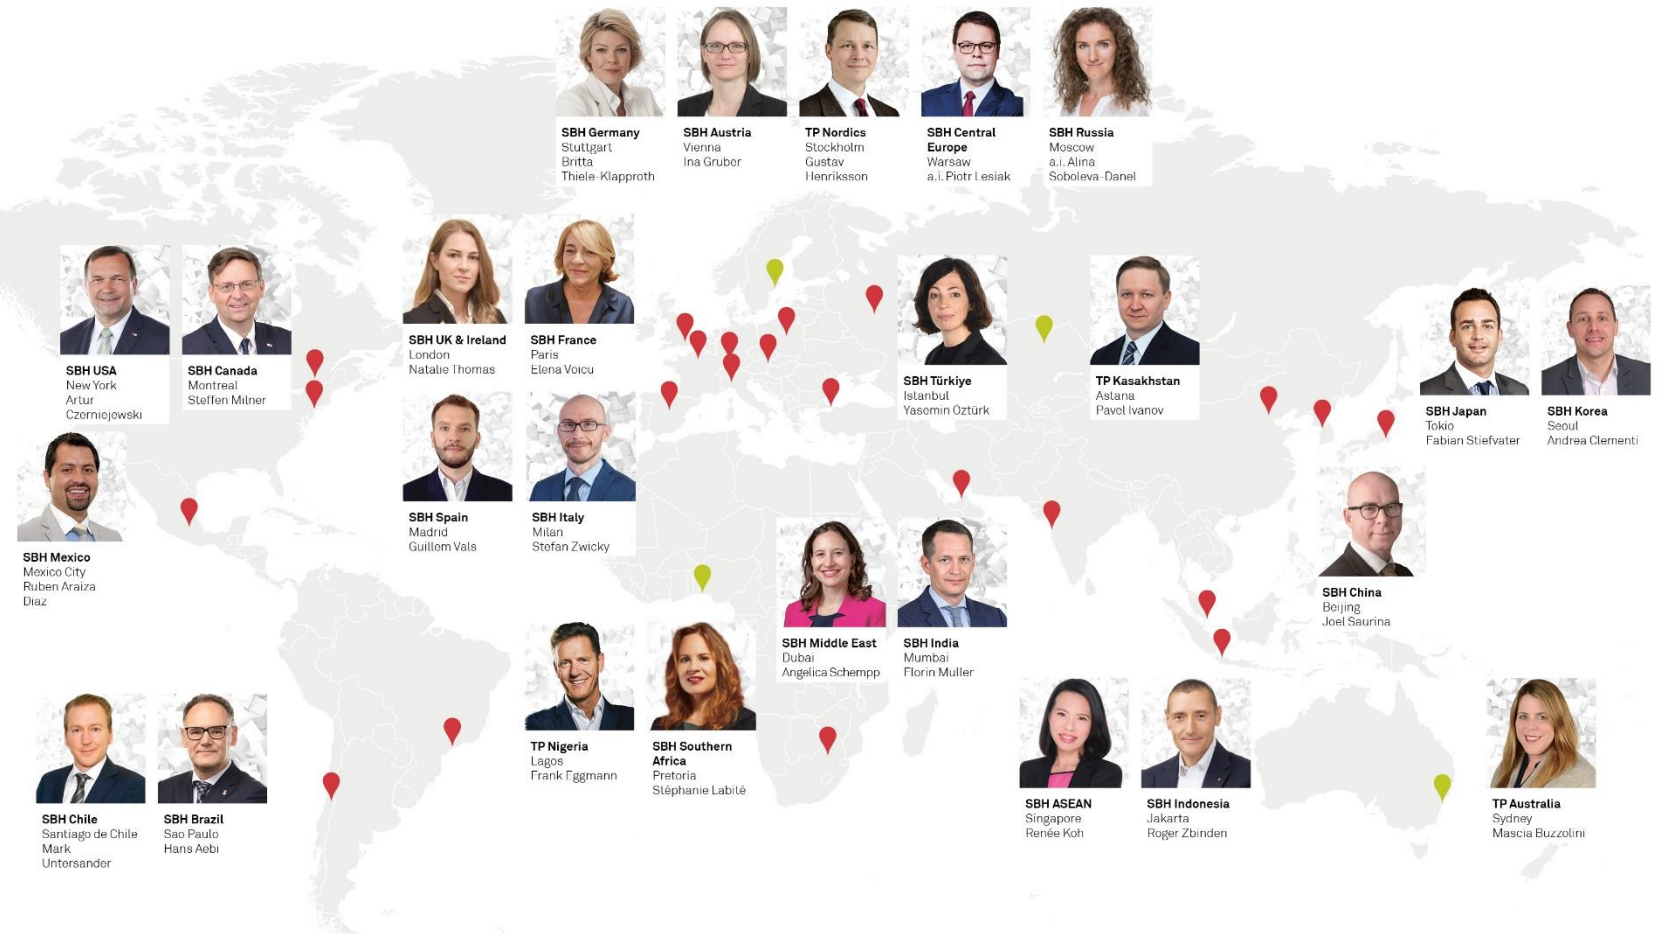 SBH Germany
Stuttgart
Britta
Thiele-Klapproth
SBH Austria
Vienna
Ina Gruber
TP Nordics
Stockholm
Gustav
Henriksson
SBH Central
Europe
Warsaw
a.i. Piotr Lesiak
SBH Russia
Moscow
a.i. Alina
Soboleva-Danel
SBH USA
New York
Artur
Czerniejewski
SBH Canada
Montreal
Steffen Milner
SBH UK & Ireland
London
Natalie Thomas
SBH France
Paris
Elena Voicu
SBH Türkiye
Istanbul
Yasemin Öztürk
TP Kasakhstan
Astana
Pavel Ivanov
SBH Japan
Tokio
Fabian Stiefvater
SBH Korea
Seoul
Andrea Clementi
SBH Mexico
Mexico City
Ruben Araiza
Diaz
SBH Spain
Madrid
Guillem Vals
SBH Italy
Milan
Stefan Zwicky
SBH China
Beijing
Joel Saurina
SBH Middle East
Dubai
Angelica Schempp
SBH India
Mumbai
Florin Müller
TP Nigeria
Lagos
Frank Eggmann
SBH Southern
Africa
Pretoria
Stéphanie Labité
SBH Chile
Santiago de Chile
Mark
Untersander
SBH Brazil
Sao Paulo
Hans Aebi
SBH ASEAN
Singapore
Renée Koh
SBH Indonesia
Jakarta
Roger Zbinden
TP Australia
Sydney
Mascia Buzzolini